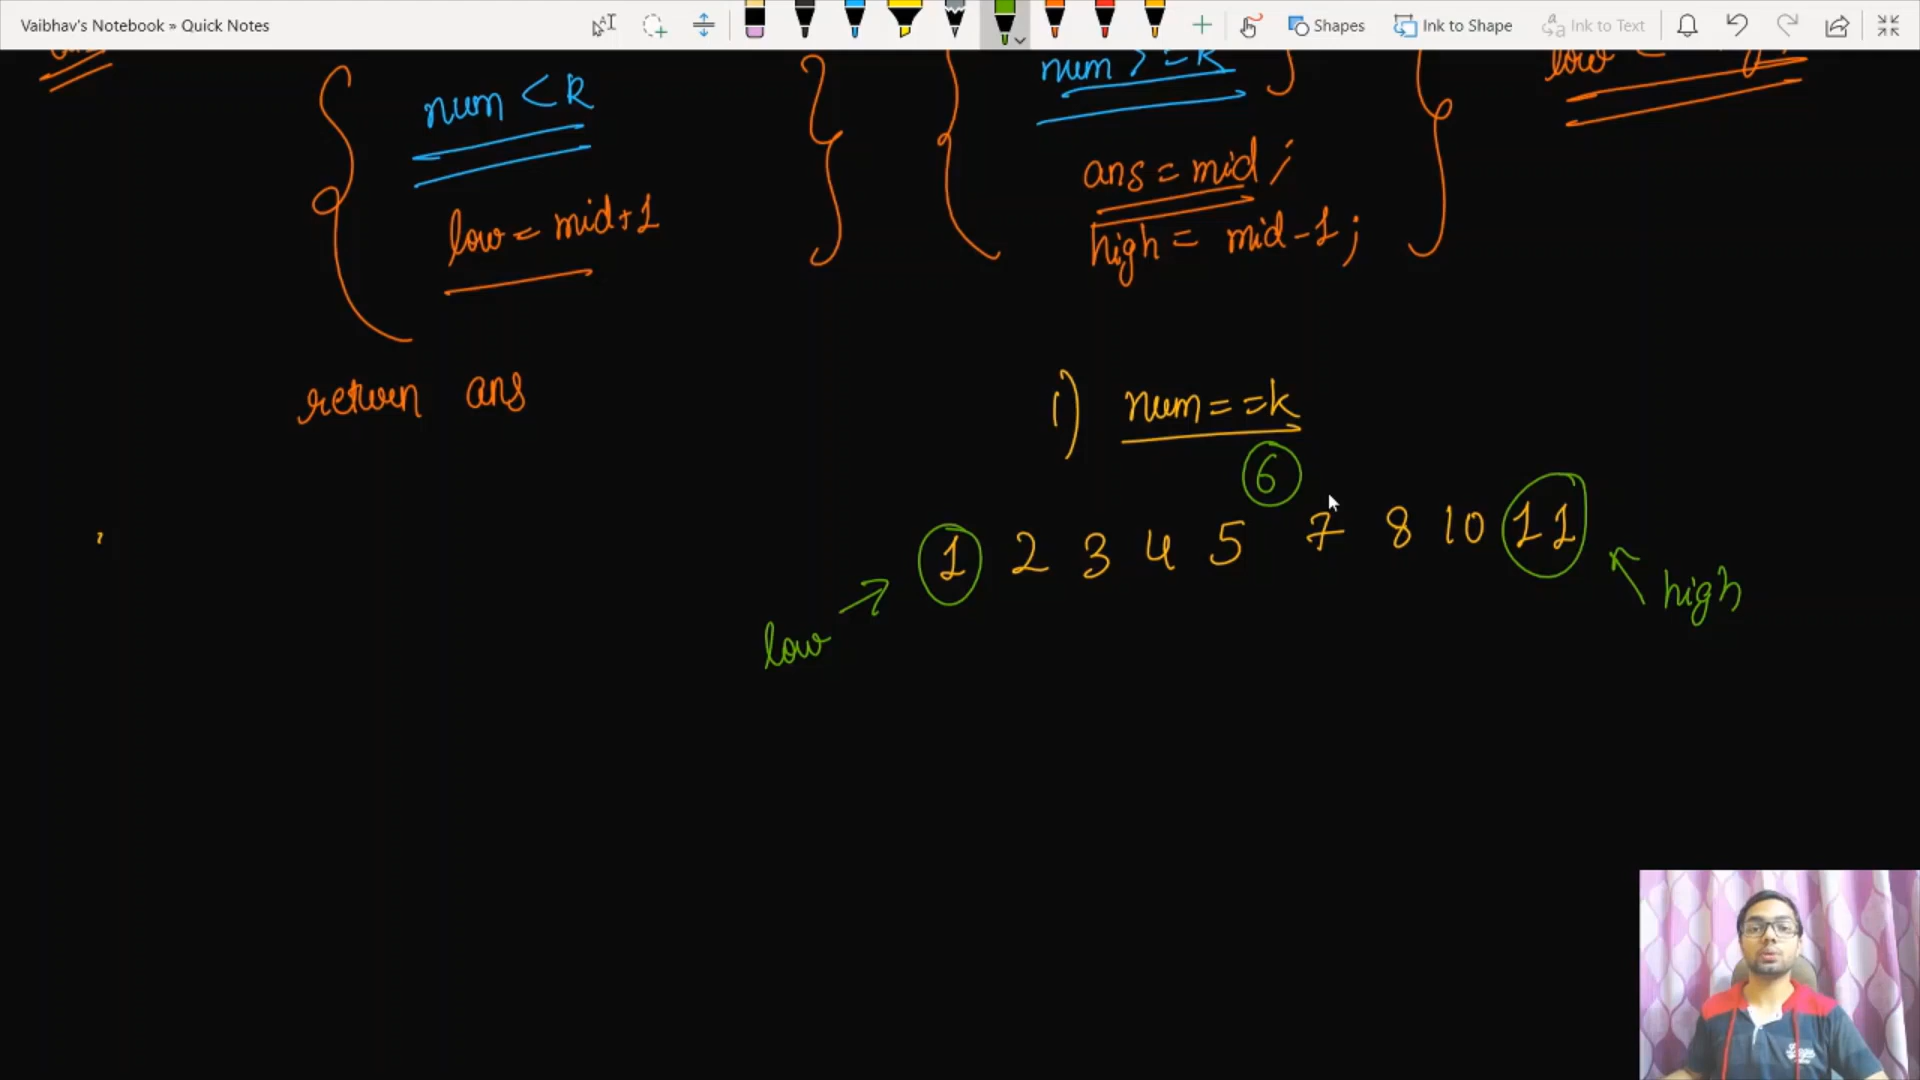 Vaibhav's Notebook » Quick Notes
Shapes
Ink to Shape
Ink to Text
num < k
num >= k
low
low = mid+1
ans = mid ;
high = mid-1 ;
return ans
i) num==k
1 2 3 4 5 6 7 8 10 11
low
high